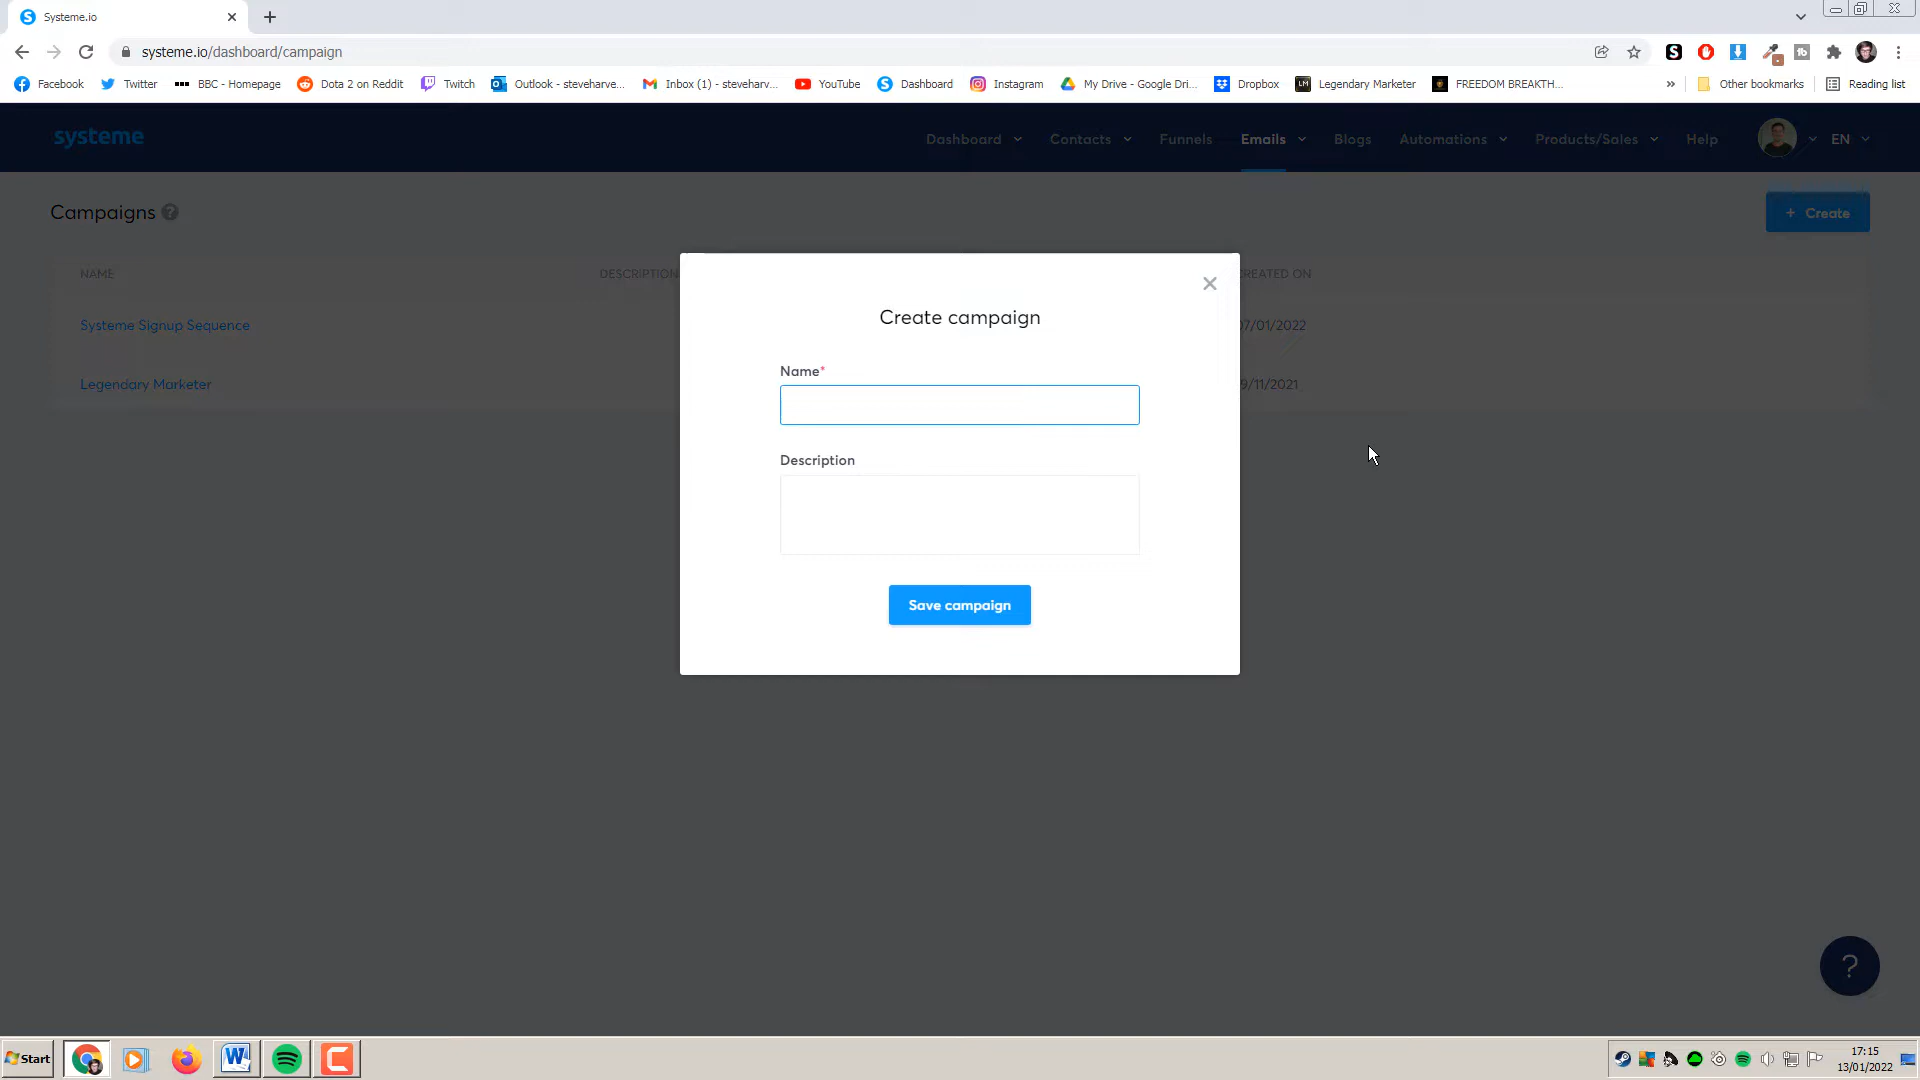 Systeme.io
systeme.io/dashboard/campaign
Facebook Twitter BBC - Homepage Dota 2 on Reddit Twitch Outlook - steveharve... Inbox (1) - steveharv... YouTube Dashboard Instagram My Drive - Google Dri... Dropbox LM Legendary Marketer FREEDOM BREAKTH... » Other bookmarks Reading list
systeme Dashboard Contacts Funnels Emails Blogs Automations Products/Sales Help EN
Campaigns ?
+ Create
NAME DESCRIPTION CREATED ON
Systeme Signup Sequence 07/01/2022
Legendary Marketer 9/11/2021
Create campaign
Name*
Description
Save campaign
?
Start
17:15
13/01/2022